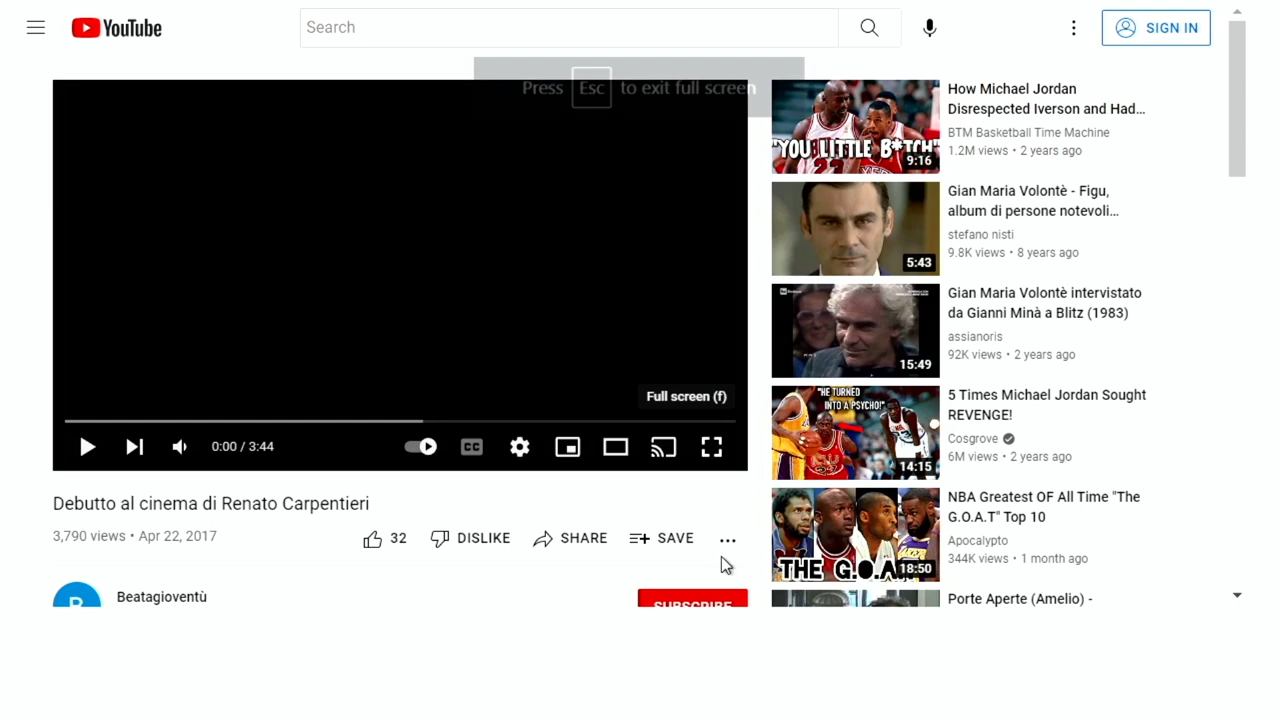 YouTube
Search
SIGN IN
Press Esc to exit full screen
Full screen (f)
0:00 / 3:44
CC
Debutto al cinema di Renato Carpentieri
3,790 views • Apr 22, 2017
32
DISLIKE
SHARE
SAVE
B
Beatagioventù
SUBSCRIBE
"YOU LITTLE B*TCH"
9:16
How Michael Jordan
Disrespected Iverson and Had…
BTM Basketball Time Machine
1.2M views • 2 years ago
5:43
Gian Maria Volontè - Figu,
album di persone notevoli…
stefano nisti
9.8K views • 8 years ago
15:49
Gian Maria Volontè intervistato
da Gianni Minà a Blitz (1983)
assianoris
92K views • 2 years ago
"HE TURNED
INTO A PSYCHO!"
14:15
5 Times Michael Jordan Sought
REVENGE!
Cosgrove
6M views • 2 years ago
THE G.O.A
18:50
NBA Greatest OF All Time "The
G.O.A.T" Top 10
Apocalypto
344K views • 1 month ago
Porte Aperte (Amelio) -